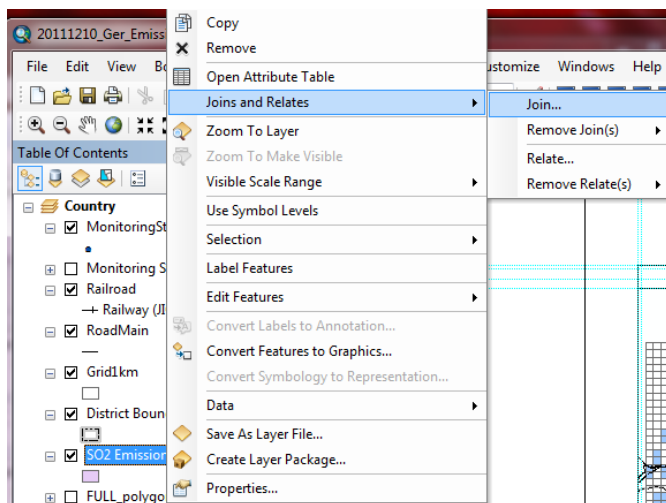 20111210_Ger_Emiss
File Edit View Bo
ustomize Windows Help
Table Of Contents
Country
MonitoringSt
Monitoring S
Railroad
Railway (JI
RoadMain
Grid1km
District Boun
SO2 Emission
FULL_polygo
Copy
Remove
Open Attribute Table
Joins and Relates
Zoom To Layer
Zoom To Make Visible
Visible Scale Range
Use Symbol Levels
Selection
Label Features
Edit Features
Convert Labels to Annotation...
Convert Features to Graphics...
Convert Symbology to Representation...
Data
Save As Layer File...
Create Layer Package...
Properties...
Join...
Remove Join(s)
Relate...
Remove Relate(s)